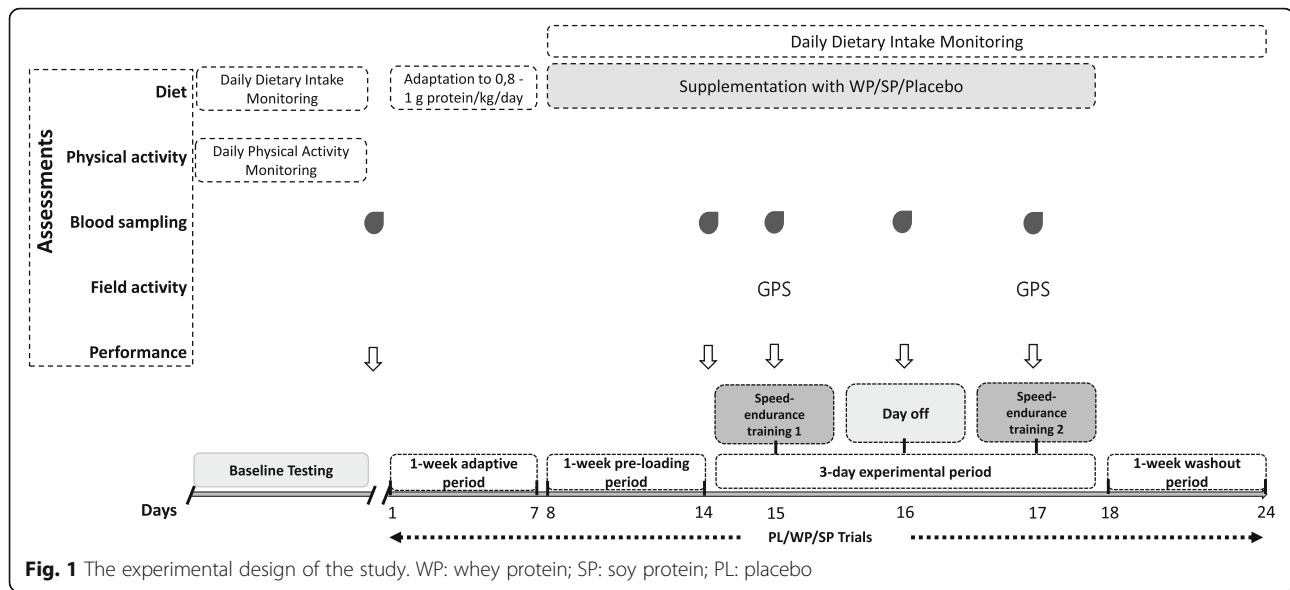 Daily Dietary Intake Monitoring
Assessments
Diet
Daily Dietary Intake
Monitoring
Adaptation to 0,8 -
1 g protein/kg/day
Supplementation with WP/SP/Placebo
Physical activity
Daily Physical Activity
Monitoring
Blood sampling
Field activity
GPS
GPS
Performance
Speed-
endurance
training 1
Day off
Speed-
endurance
training 2
Baseline Testing
1-week adaptive
period
1-week pre-loading
period
3-day experimental period
1-week washout
period
Days
1
7
8
14
15
16
17
18
24
PL/WP/SP Trials
Fig. 1 The experimental design of the study. WP: whey protein; SP: soy protein; PL: placebo